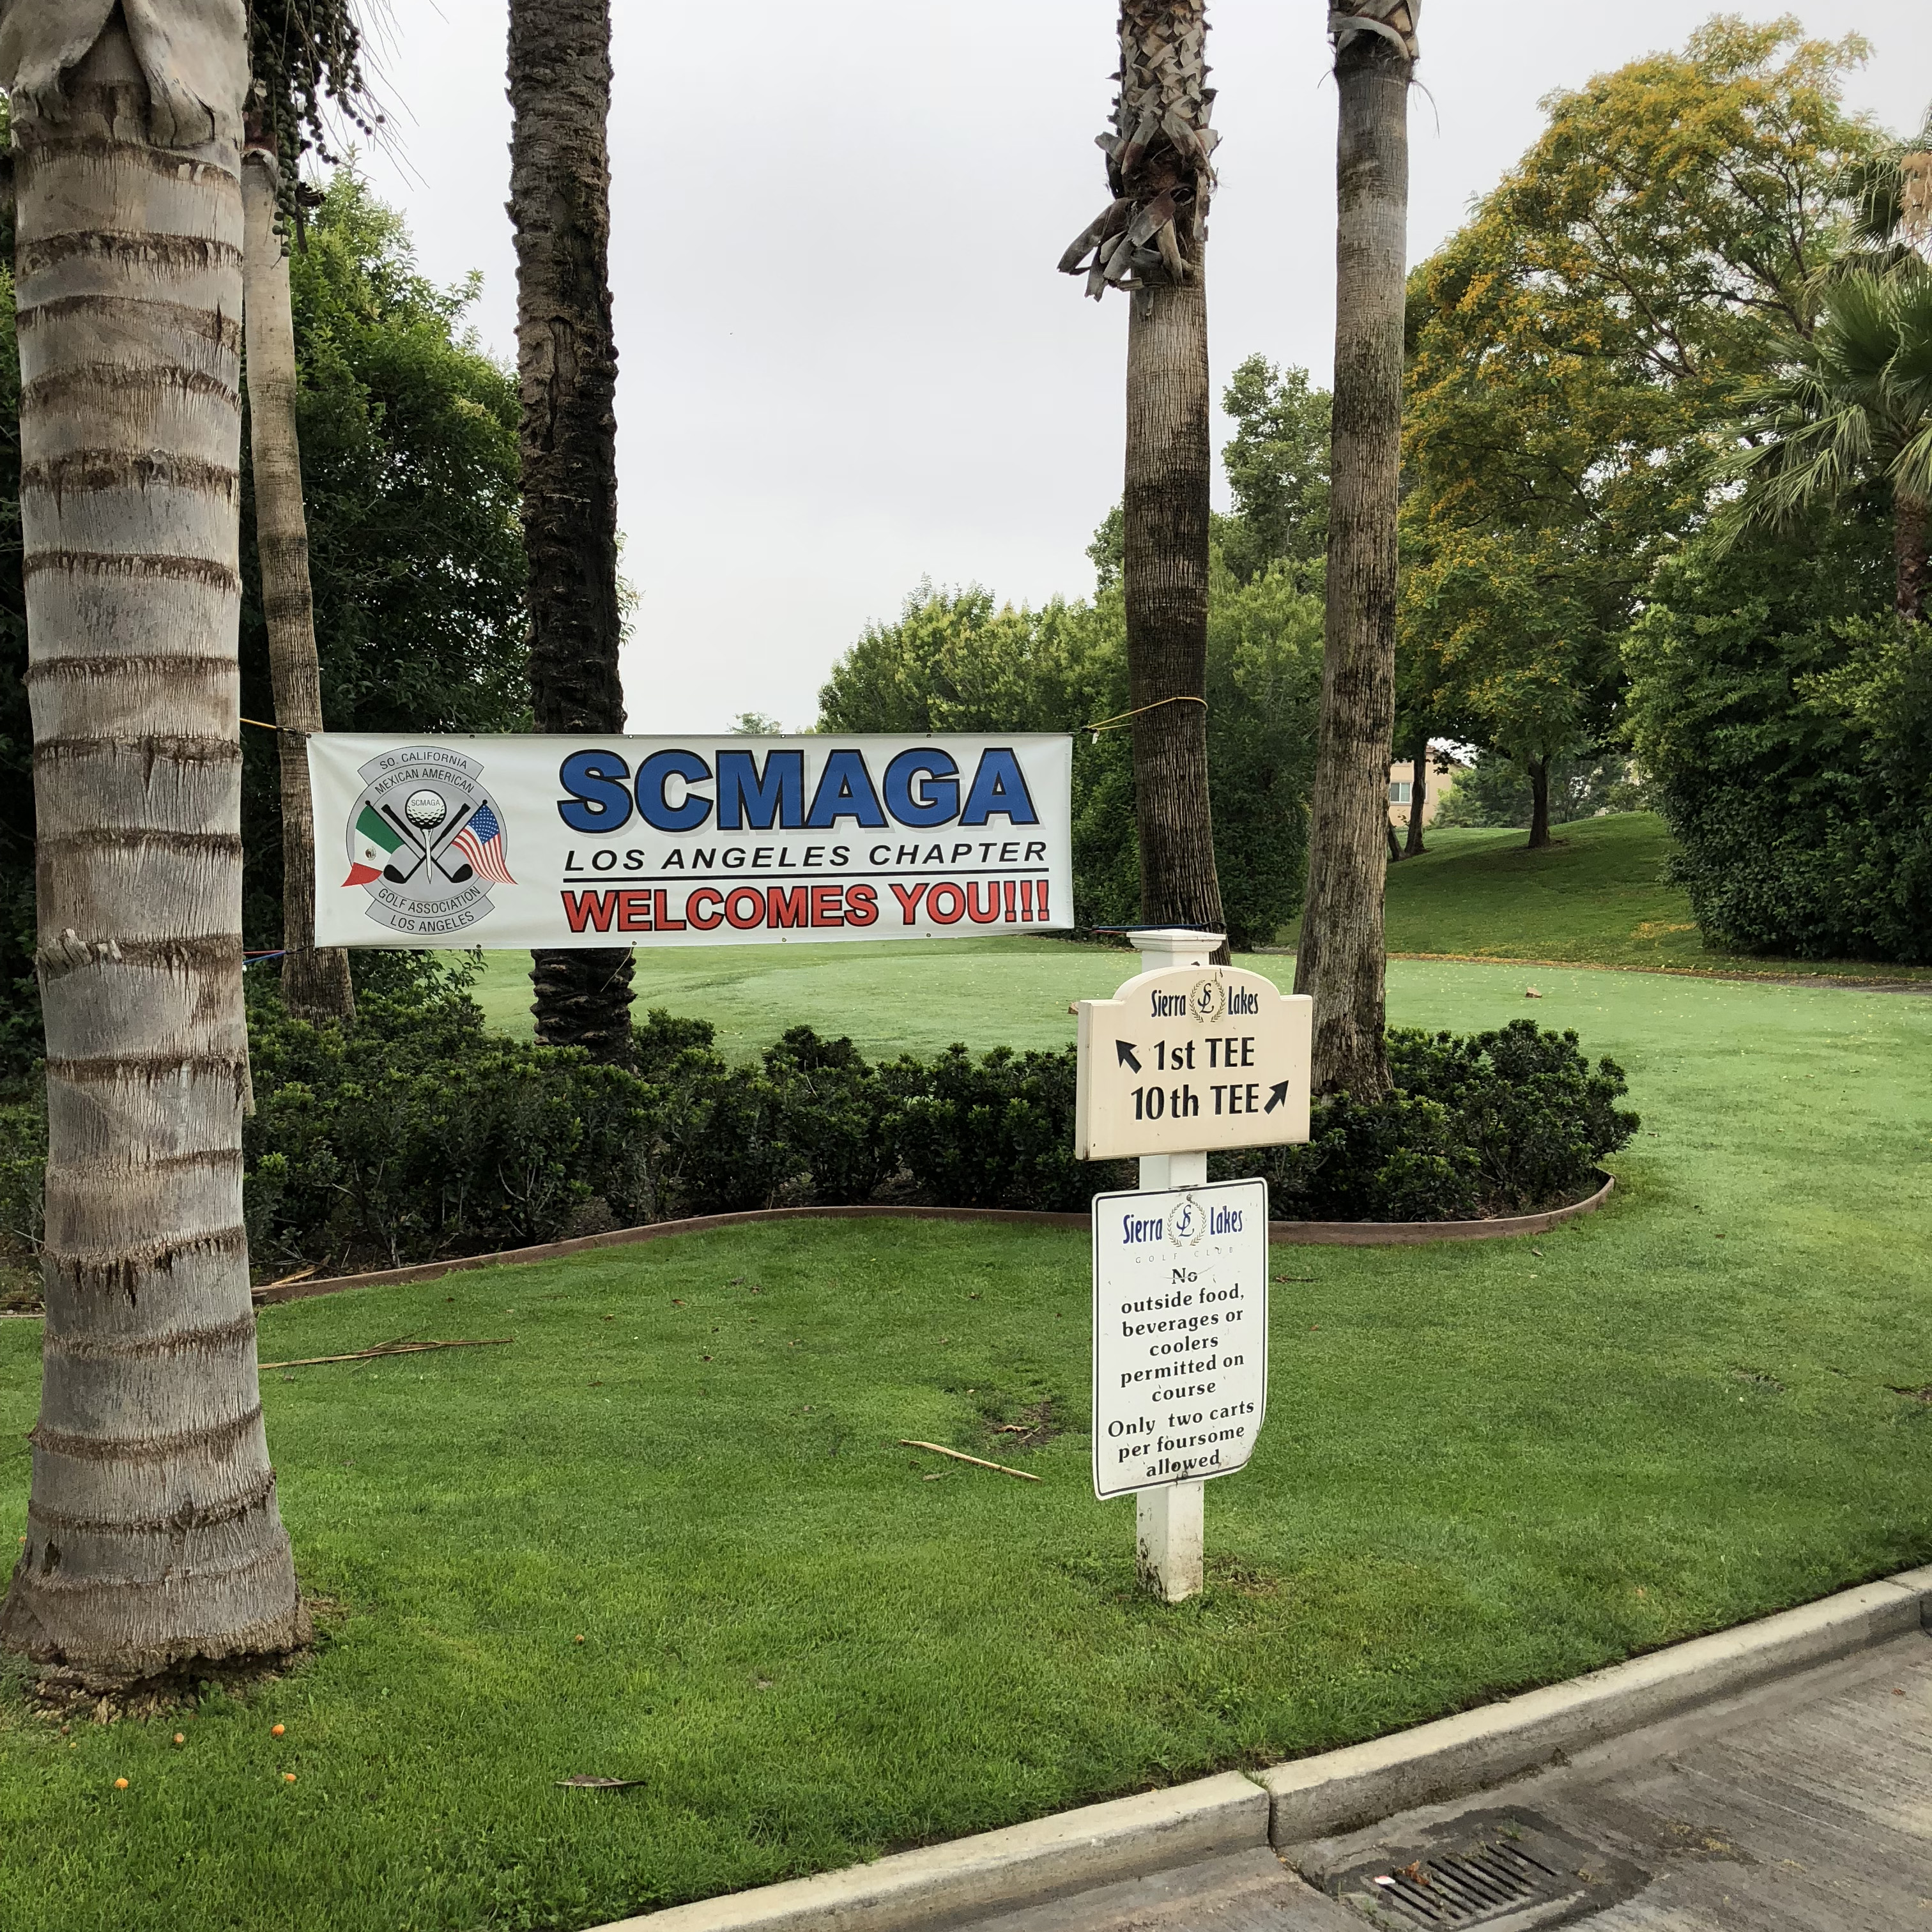 SO. CALIFORNIA
MEXICAN AMERICAN
SCMAGA
GOLF ASSOCIATION
LOS ANGELES
SCMAGA
LOS ANGELES CHAPTER
WELCOMES YOU!!!
Sierra SL Lakes
1st TEE
10th TEE
Sierra SL Lakes
GOLF CLUB
No
outside food,
beverages or
coolers
permitted on
course
Only two carts
per foursome
allowed